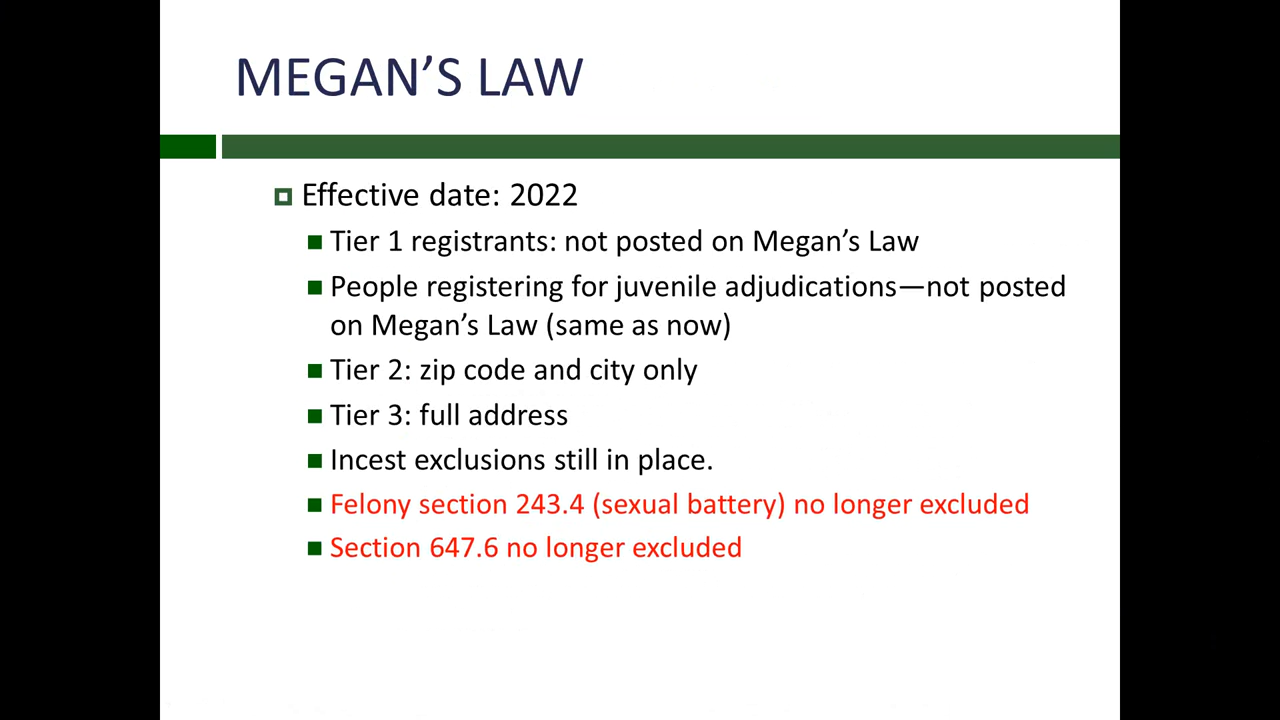 MEGAN’S LAW
Effective date: 2022
Tier 1 registrants: not posted on Megan’s Law
People registering for juvenile adjudications—not posted
on Megan’s Law (same as now)
Tier 2: zip code and city only
Tier 3: full address
Incest exclusions still in place.
Felony section 243.4 (sexual battery) no longer excluded
Section 647.6 no longer excluded